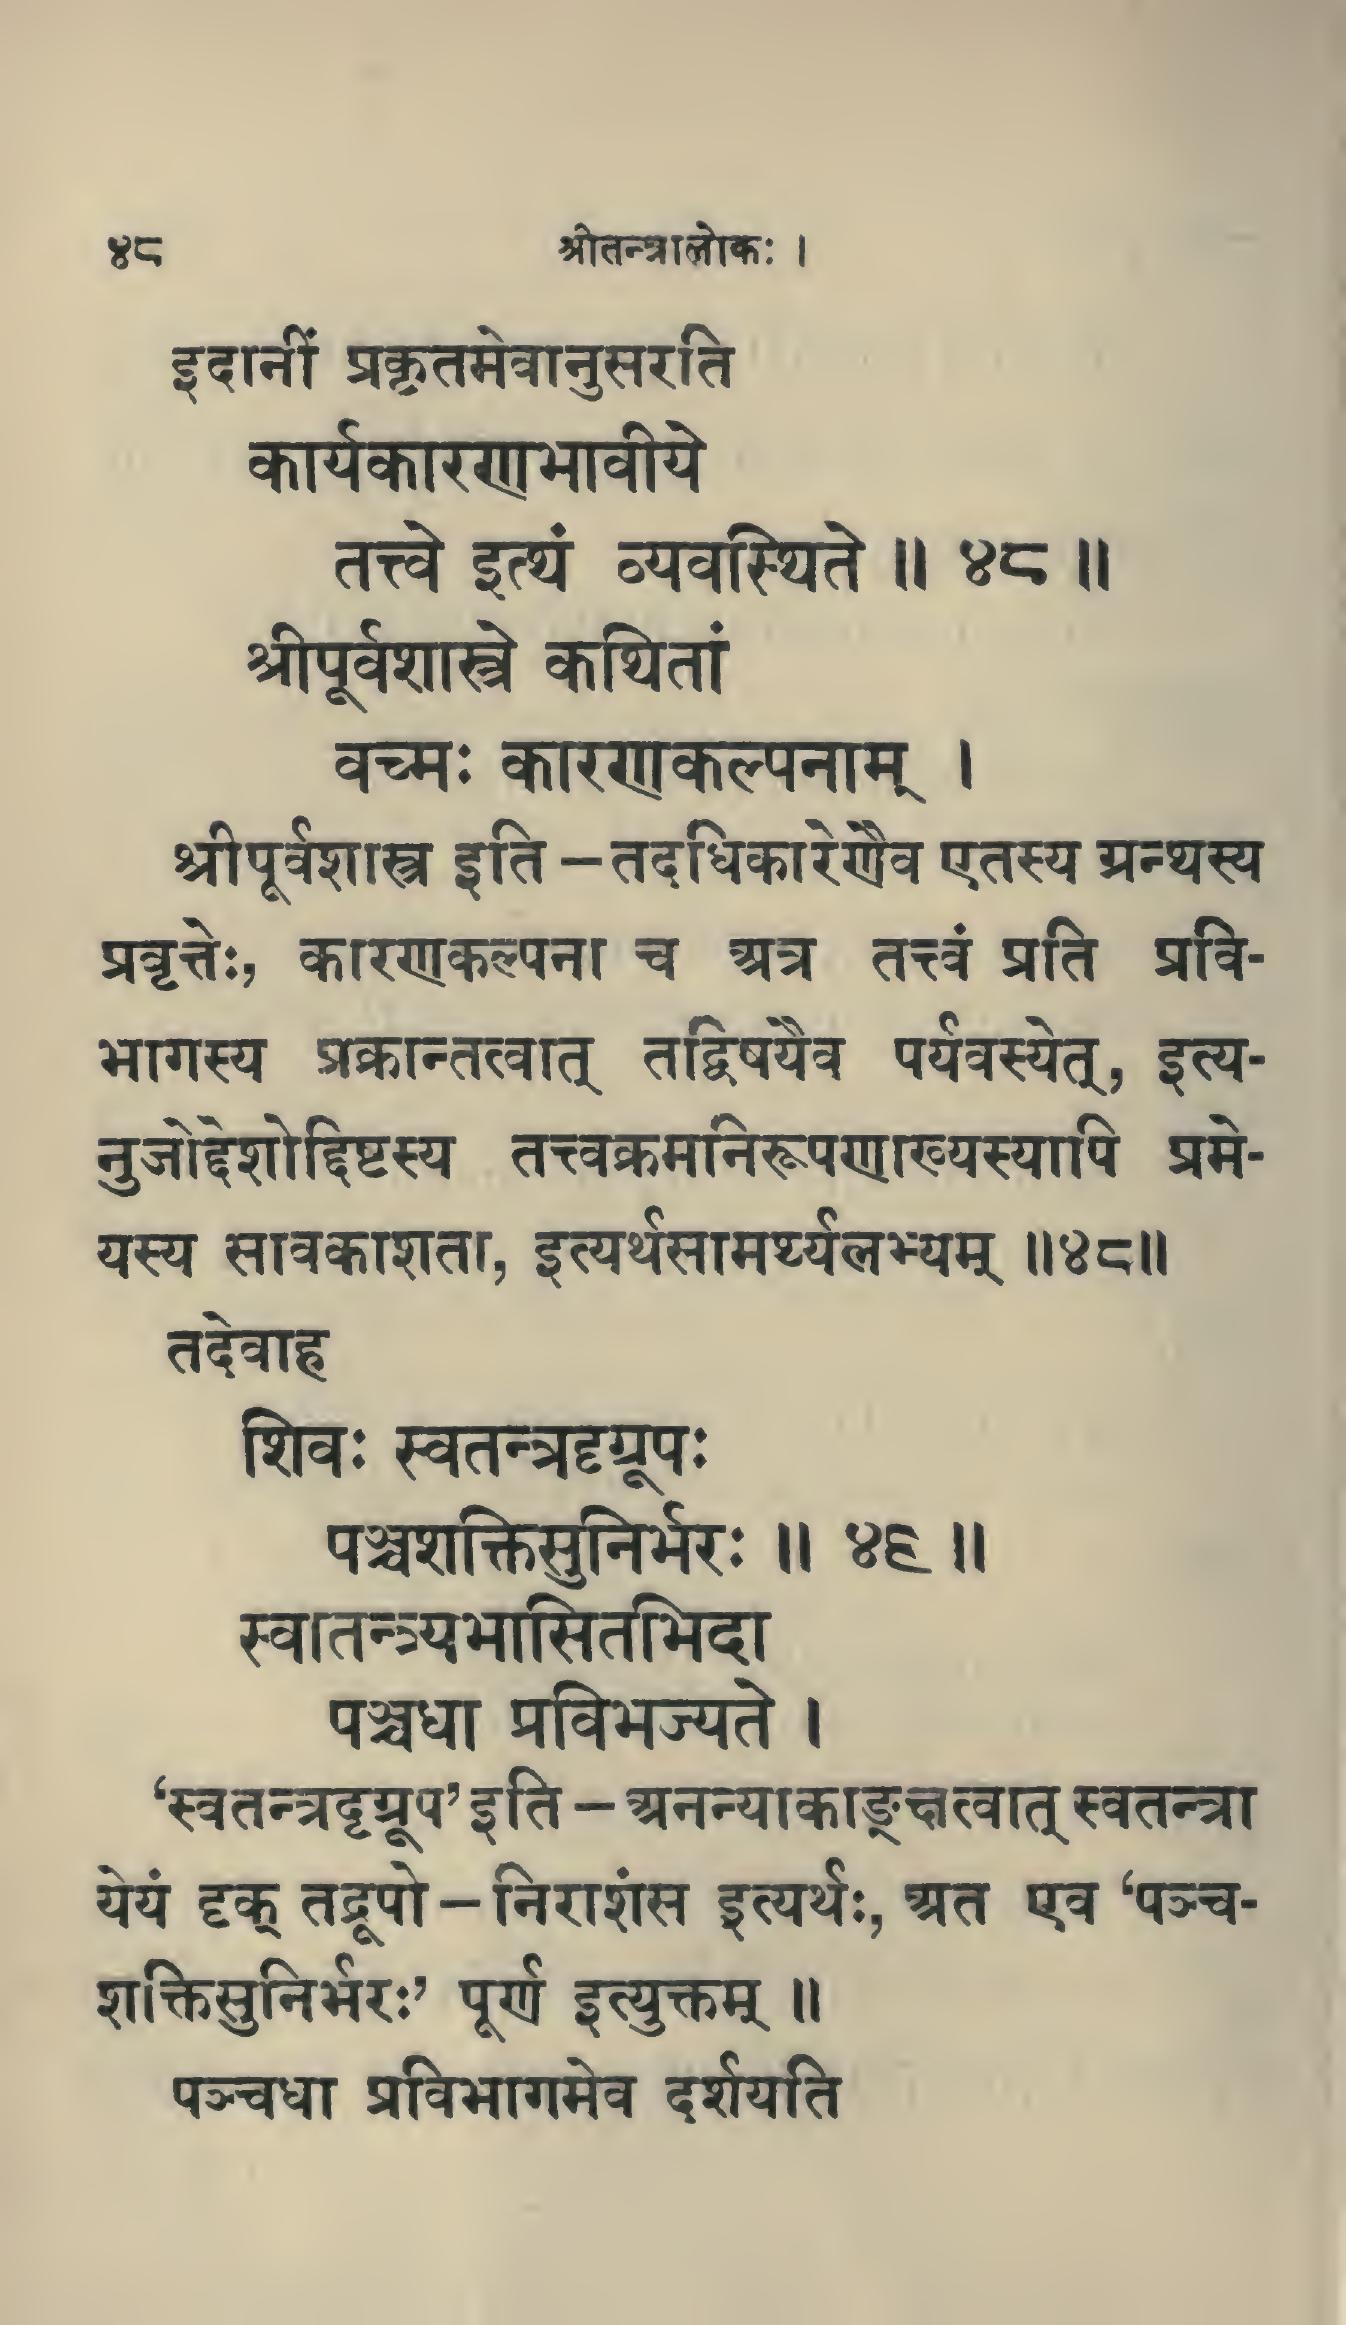 ४८ श्रीतन्त्रालोकः ।
इदानीं प्रकृतमेवानुसरति
कार्यकारणभावीये
तत्त्वे इत्थं व्यवस्थिते ॥ ४८ ॥
श्रीपूर्वशास्त्रे कथितां
वच्मः कारणकल्पनाम् ।
श्रीपूर्वशास्त्र इति – तदधिकारेणैव एतस्य ग्रन्थस्य
प्रवृत्तेः, कारणकल्पना च अत्र तत्त्वं प्रति प्रवि-
भागस्य प्रक्रान्तत्वात् तद्विषयैव पर्यवस्येत्, इत्य-
नुजोद्देशोद्दिष्टस्य तत्त्वक्रमनिरूपणाख्यस्यापि प्रमे-
यस्य सावकाशता, इत्यर्थसामर्थ्यलभ्यम् ॥४८॥
तदेवाह
शिवः स्वतन्त्रदृग्रूपः
पञ्चशक्तिसुनिर्भरः ॥ ४९ ॥
स्वातन्त्र्यभासितभिदा
पञ्चधा प्रविभज्यते ।
‘स्वतन्त्रदृग्रूप’ इति – अनन्याकाङ्क्षत्वात् स्वतन्त्रा
येयं दृक् तद्रूपो – निराशंस इत्यर्थः, अत एव ‘पञ्च-
शक्तिसुनिर्भरः’ पूर्ण इत्युक्तम् ॥
पञ्चधा प्रविभागमेव दर्शयति